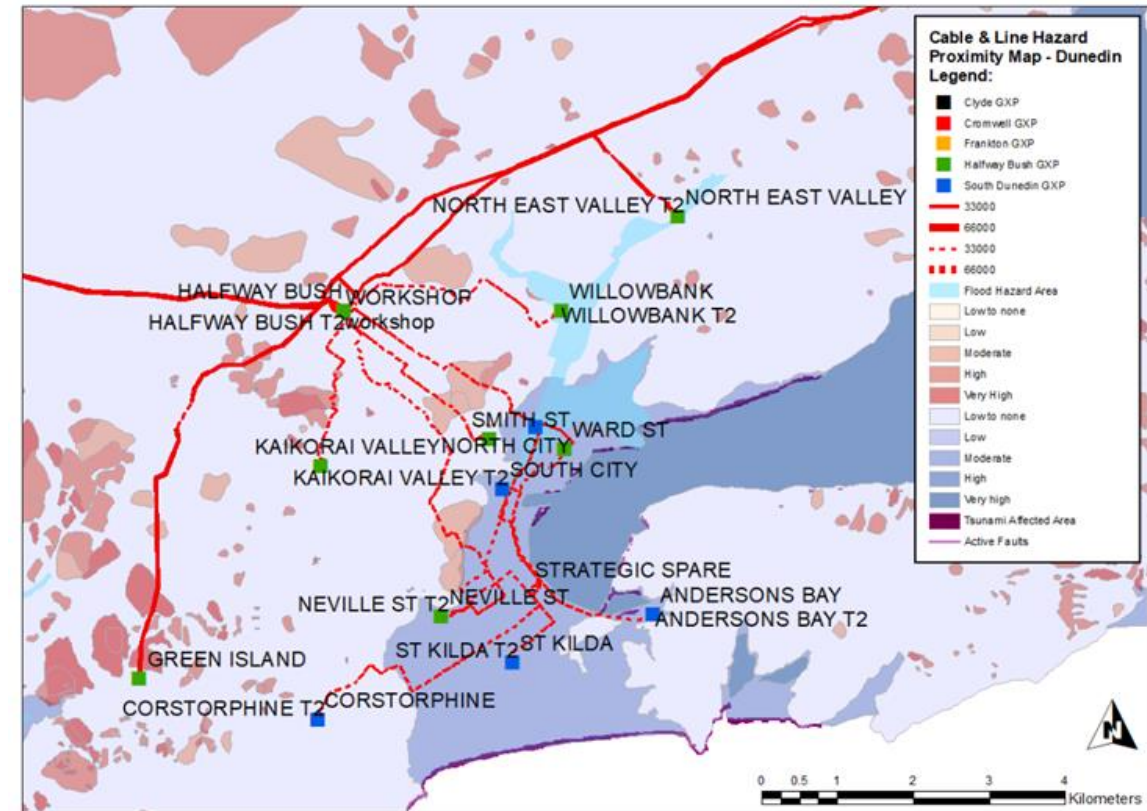 Cable & Line Hazard
Proximity Map - Dunedin
Legend:
Clyde GXP
Cromwell GXP
Frankton GXP
Halfway Bush GXP
South Dunedin GXP
33000
66000
33000
66000
Flood Hazard Area
Low to none
Low
Moderate
High
Very High
Low to none
Low
Moderate
High
Very high
Tsunami Affected Area
Active Faults
NORTH EAST VALLEY T2 NORTH EAST VALLEY
HALFWAY BUSH WORKSHOP
HALFWAY BUSH T2 workshop
WILLOWBANK
WILLOWBANK T2
SMITH ST WARD ST
KAIKORAI VALLEY NORTH CITY
KAIKORAI VALLEY T2 SOUTH CITY
STRATEGIC SPARE
NEVILLE ST T2 NEVILLE ST
ANDERSONS BAY
ANDERSONS BAY T2
ST KILDA T2 ST KILDA
GREEN ISLAND
CORSTORPHINE T2 CORSTORPHINE
N
0 0.5 1 2 3 4
Kilometers